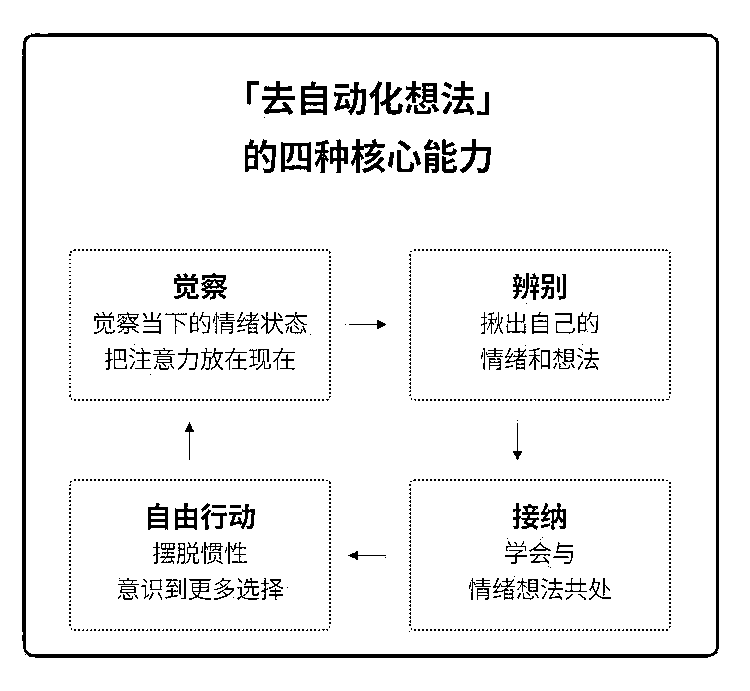 「去自动化想法」
的四种核心能力
觉察
觉察当下的情绪状态
把注意力放在现在
辨别
揪出自己的
情绪和想法
自由行动
摆脱惯性
意识到更多选择
接纳
学会与
情绪想法共处